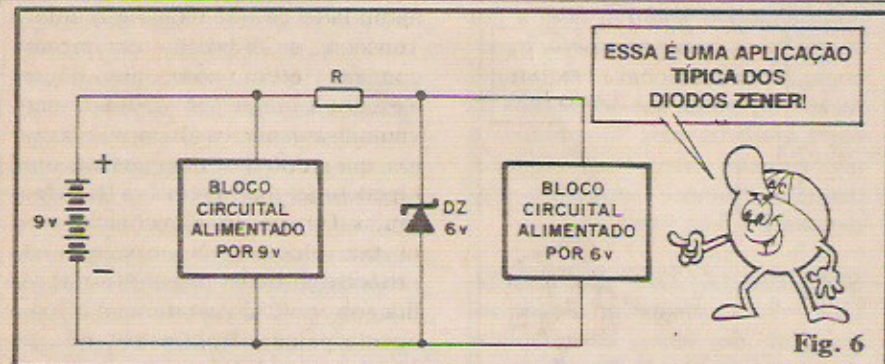 R
ESSA É UMA APLICAÇÃO
TÍPICA DOS
DIODOS ZENER!
+
9v
−
BLOCO
CIRCUITAL
ALIMENTADO
POR 9v
DZ
6v
BLOCO
CIRCUITAL
ALIMENTADO
POR 6v
Fig. 6